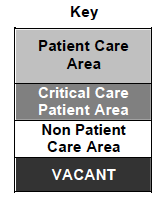 Key
Patient Care
Area
Critical Care
Patient Area
Non Patient
Care Area
VACANT